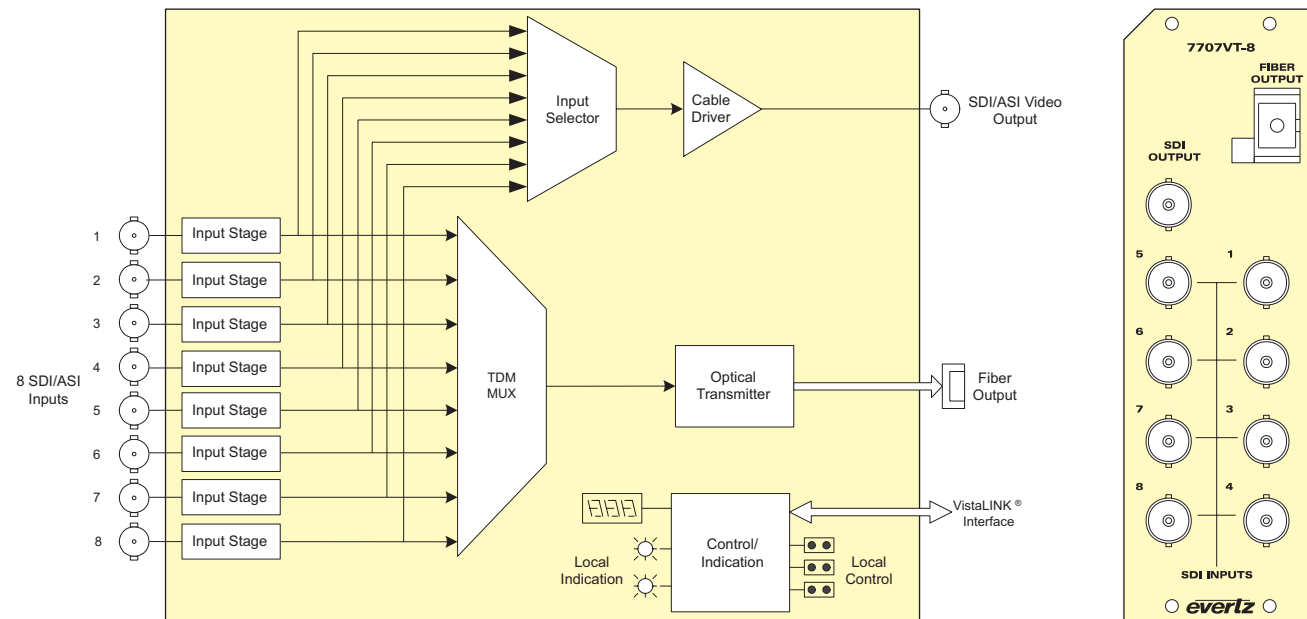 Input
Selector
Cable
Driver
SDI/ASI Video
Output
1 Input Stage
2 Input Stage
3 Input Stage
4 Input Stage
5 Input Stage
6 Input Stage
7 Input Stage
8 Input Stage
8 SDI/ASI
Inputs
TDM
MUX
Optical
Transmitter
Fiber
Output
Control/
Indication
VistaLINK ®
Interface
Local
Indication
Local
Control
7707VT-8
FIBER
OUTPUT
SDI
OUTPUT
5 1
6 2
7 3
8 4
SDI INPUTS
everlz